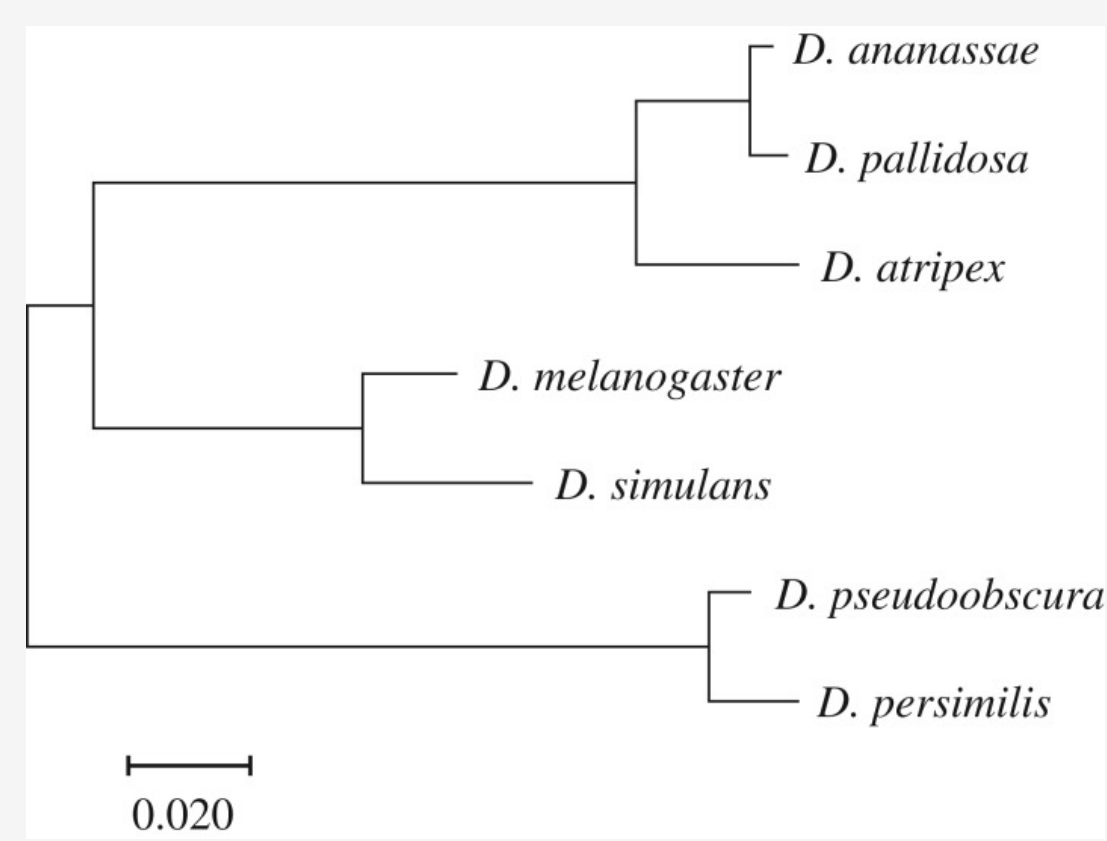 D. ananassae
D. pallidosa
D. atripex
D. melanogaster
D. simulans
D. pseudoobscura
D. persimilis
0.020